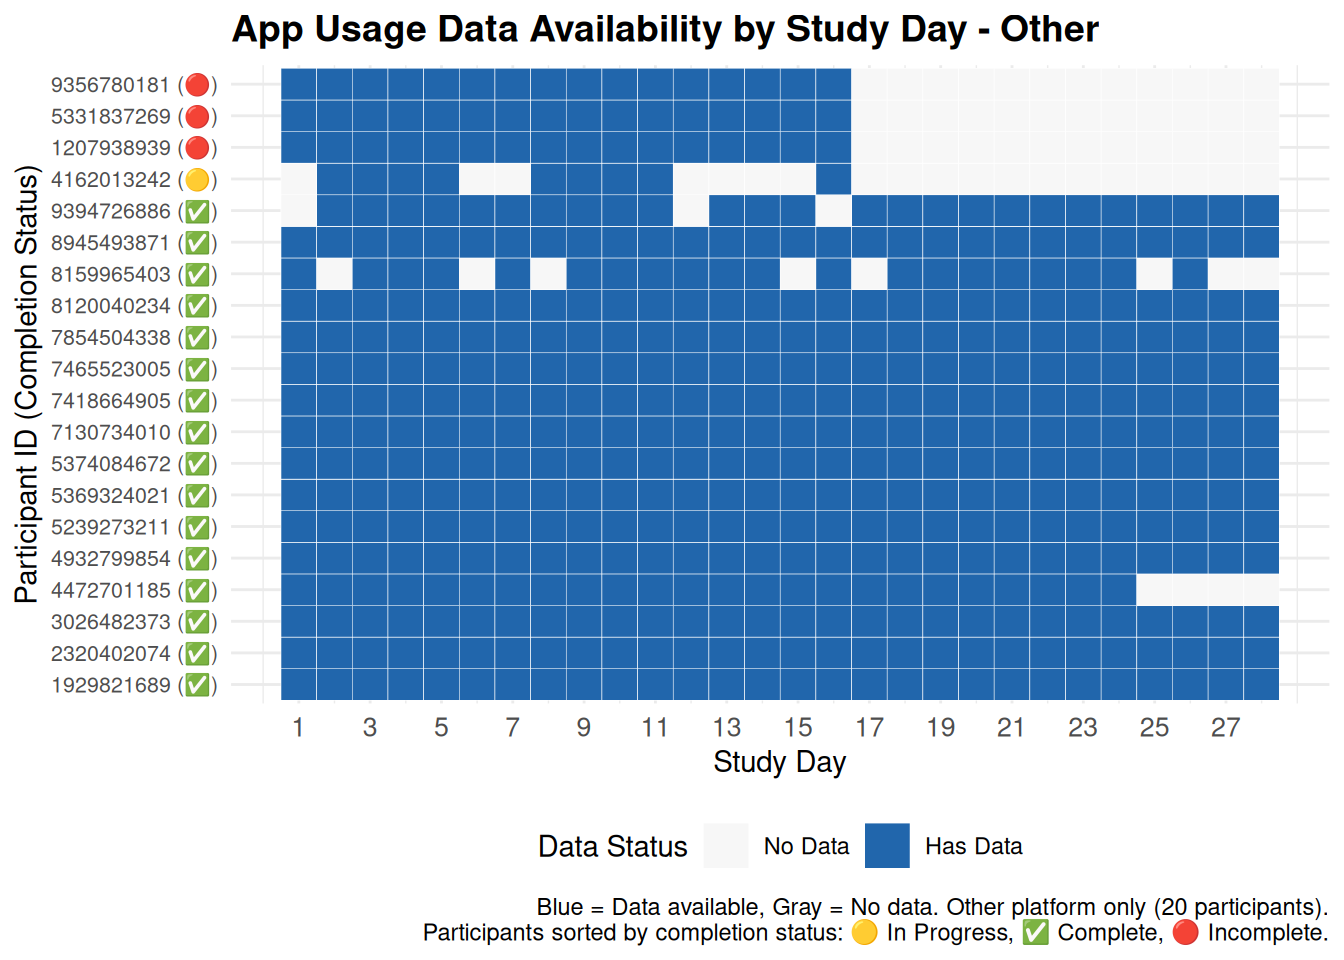 App Usage Data Availability by Study Day - Other
Participant ID (Completion Status)
9356780181 (🔴)
5331837269 (🔴)
1207938939 (🔴)
4162013242 (🟡)
9394726886 (✅)
8945493871 (✅)
8159965403 (✅)
8120040234 (✅)
7854504338 (✅)
7465523005 (✅)
7418664905 (✅)
7130734010 (✅)
5374084672 (✅)
5369324021 (✅)
5239273211 (✅)
4932799854 (✅)
4472701185 (✅)
3026482373 (✅)
2320402074 (✅)
1929821689 (✅)
1 3 5 7 9 11 13 15 17 19 21 23 25 27
Study Day
Data Status No Data Has Data
Blue = Data available, Gray = No data. Other platform only (20 participants).
Participants sorted by completion status: 🟡 In Progress, ✅ Complete, 🔴 Incomplete.